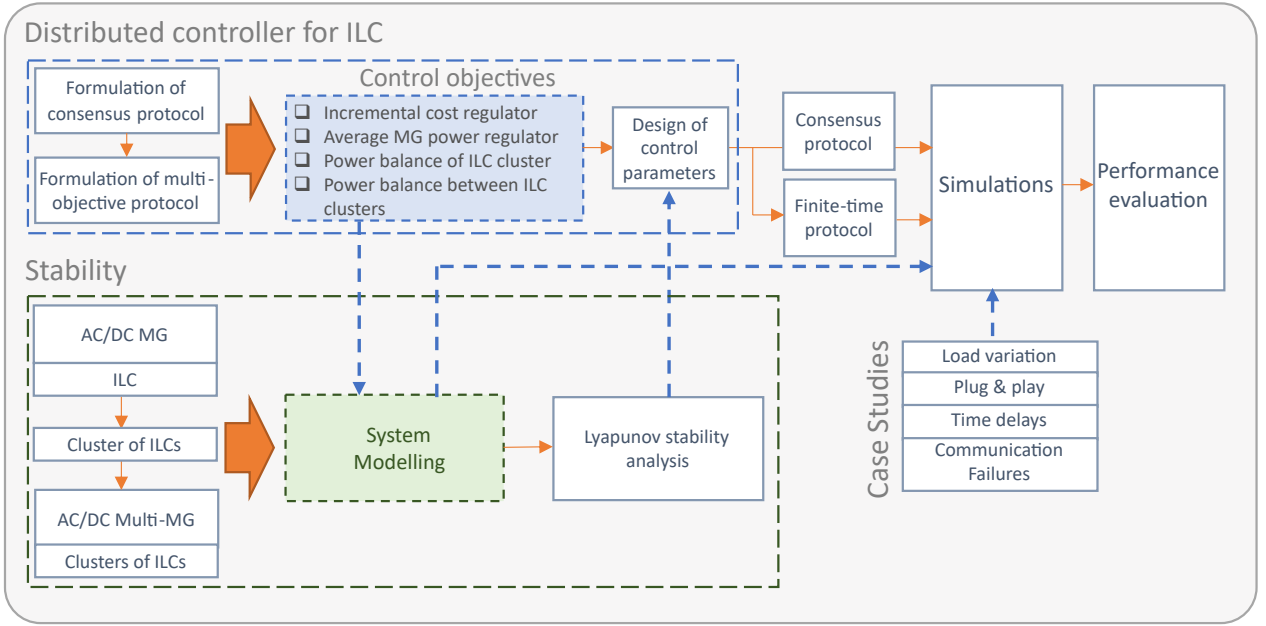 Distributed controller for ILC
Formulation of
consensus protocol
Formulation of multi-
objective protocol
Control objectives
❑ Incremental cost regulator
❑ Average MG power regulator
❑ Power balance of ILC cluster
❑ Power balance between ILC
clusters
Design of
control
parameters
Consensus
protocol
Finite-time
protocol
Simulations
Performance
evaluation
Stability
AC/DC MG
ILC
Cluster of ILCs
AC/DC Multi-MG
Clusters of ILCs
System
Modelling
Lyapunov stability
analysis
Case Studies
Load variation
Plug & play
Time delays
Communication
Failures